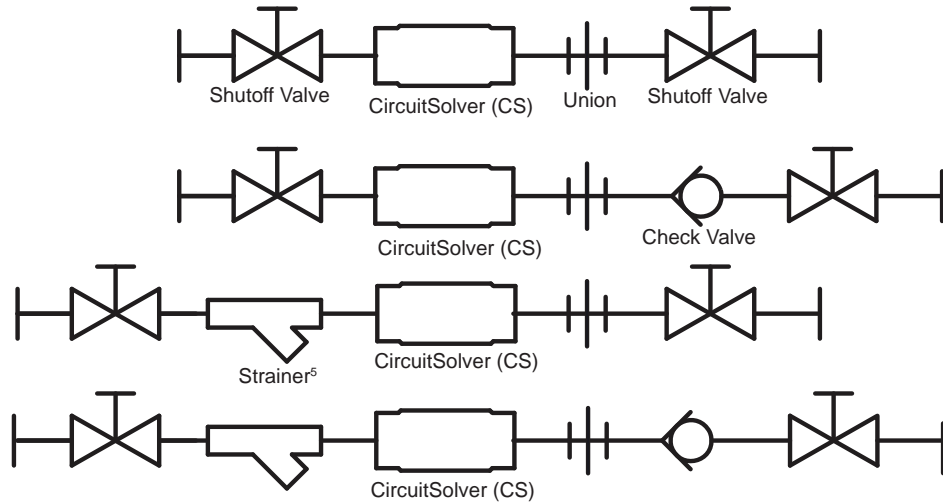 Shutoff Valve
CircuitSolver (CS)
Union
Shutoff Valve
CircuitSolver (CS)
Check Valve
Strainer⁵
CircuitSolver (CS)
CircuitSolver (CS)